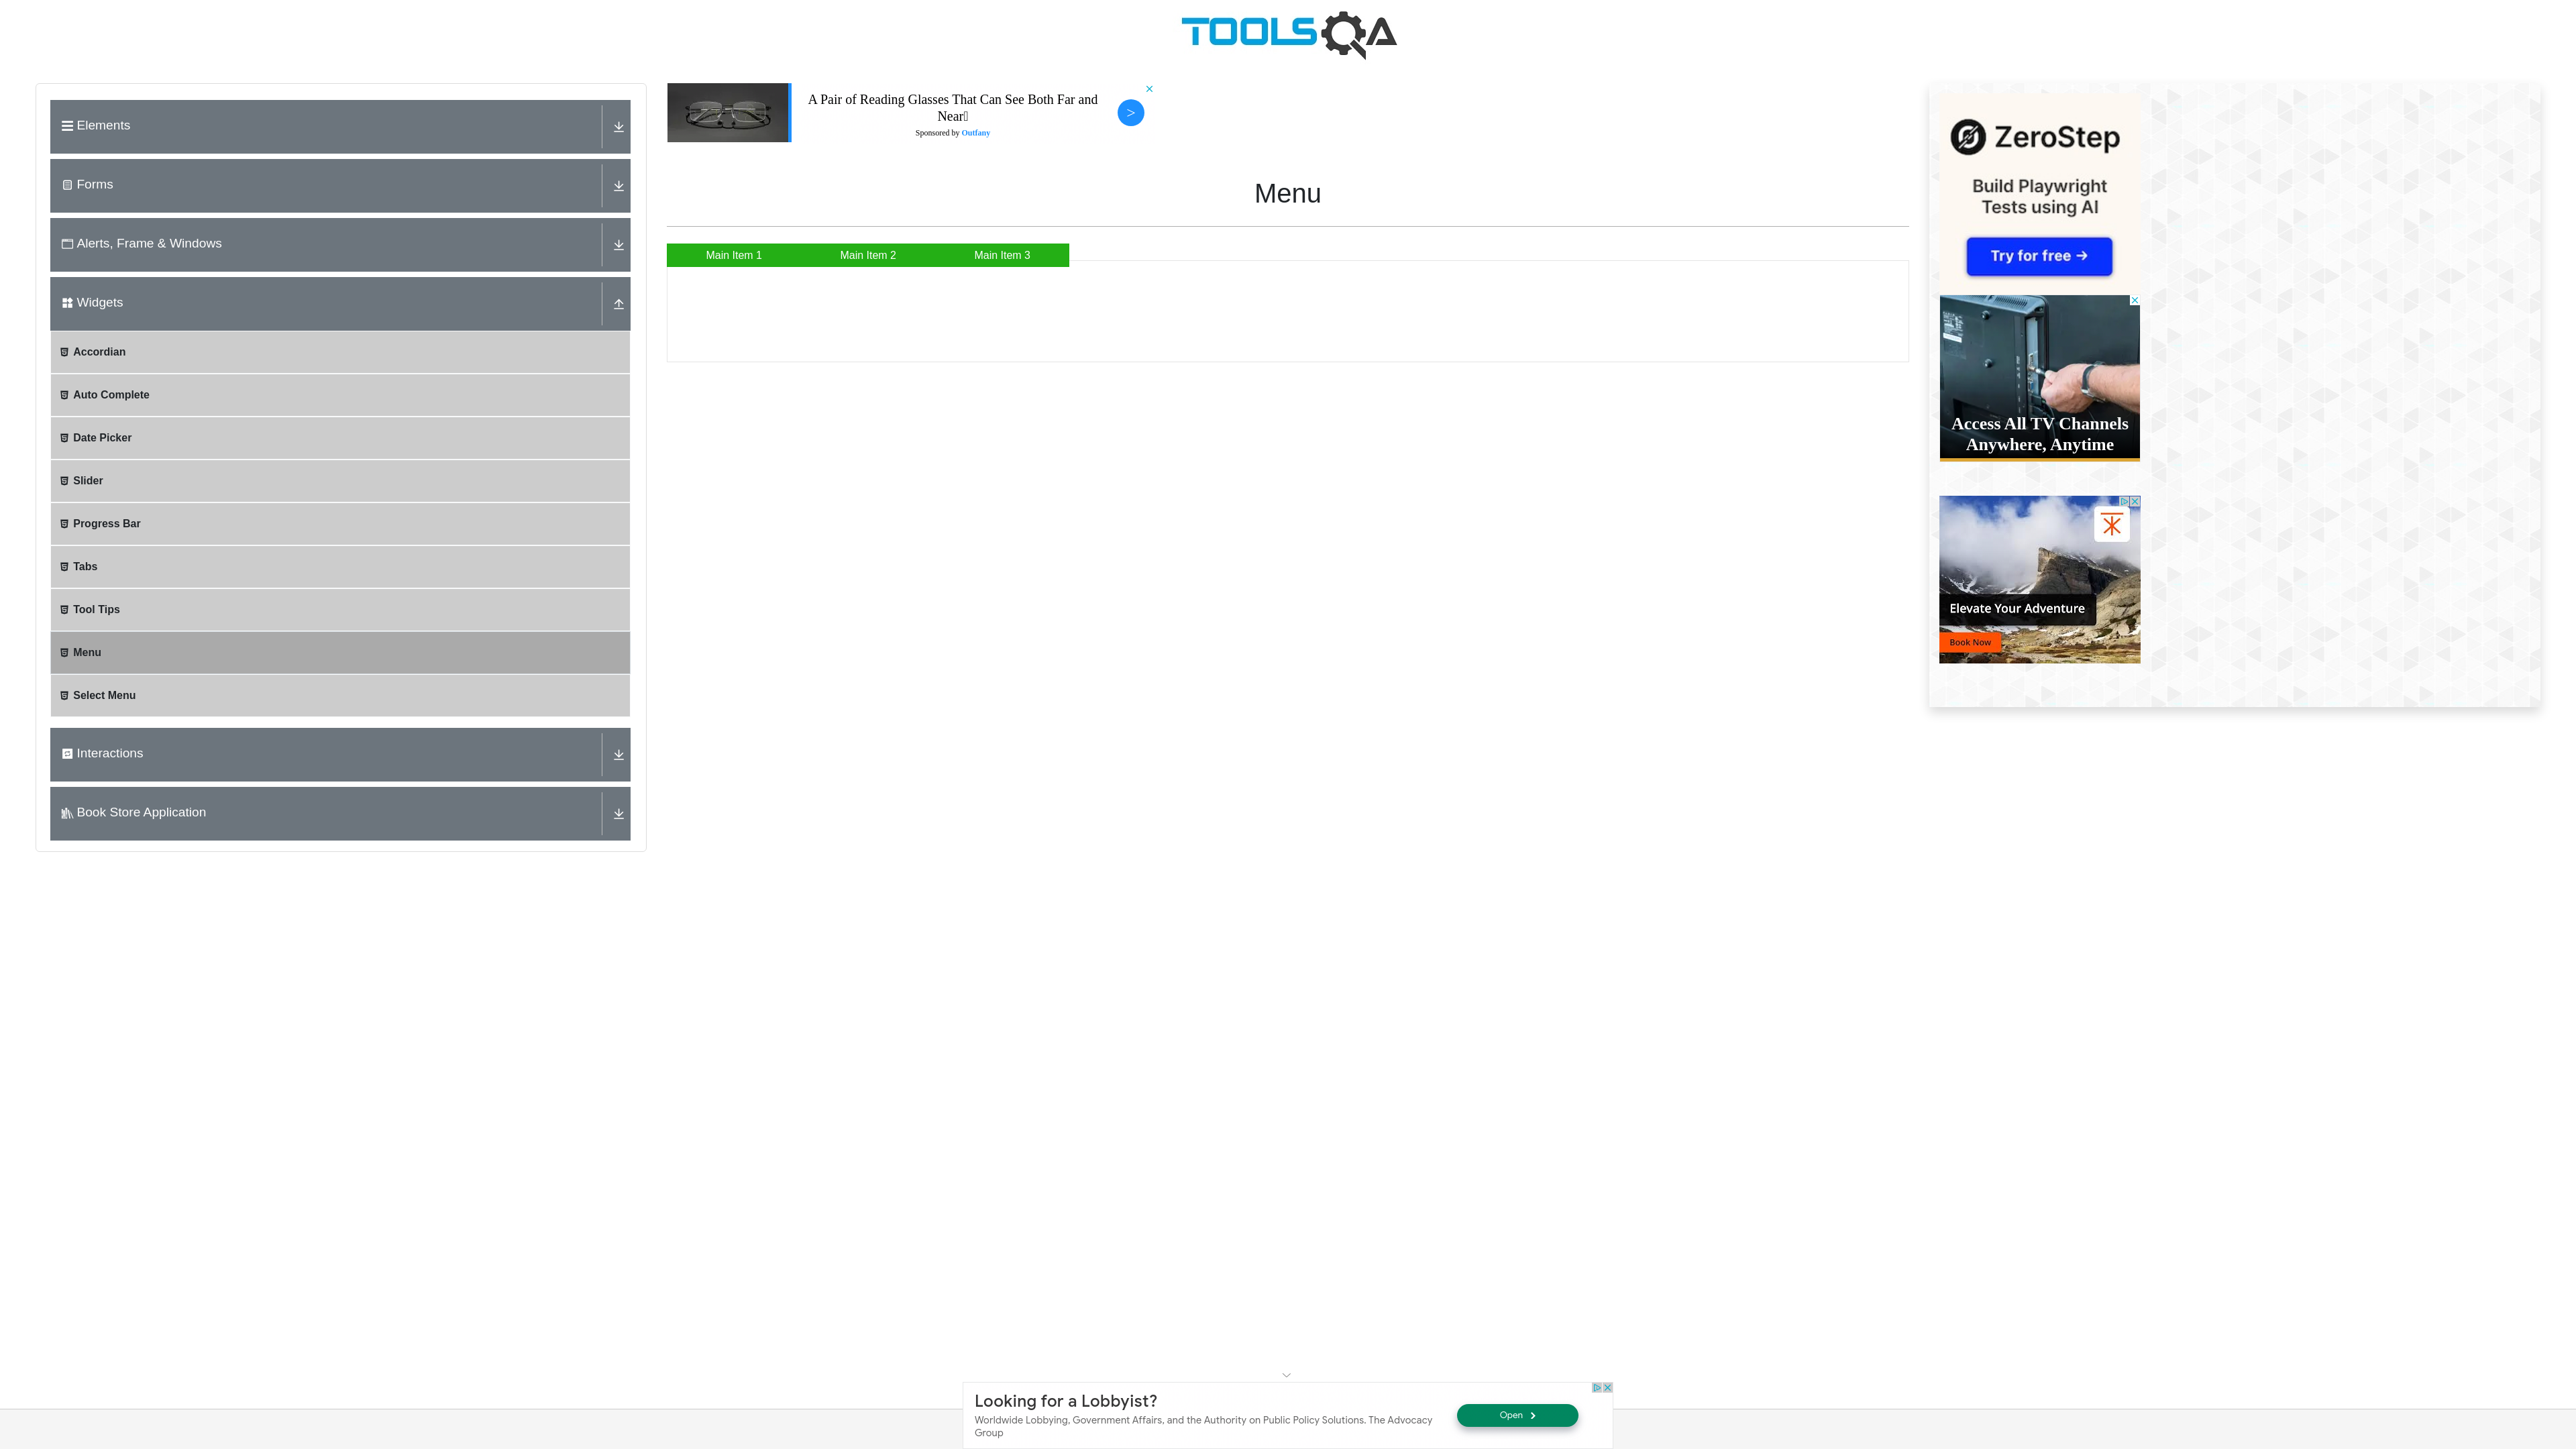 TOOLSQA
Elements
Forms
Alerts, Frame & Windows
Widgets
Accordian
Auto Complete
Date Picker
Slider
Progress Bar
Tabs
Tool Tips
Menu
Select Menu
Interactions
Book Store Application
A Pair of Reading Glasses That Can See Both Far and
Near
Sponsored by Outfany
>
Menu
Main Item 1
Main Item 2
Main Item 3
ZeroStep
Build Playwright
Tests using AI
Try for free →
Access All TV Channels
Anywhere, Anytime
Elevate Your Adventure
Book Now
Looking for a Lobbyist?
Worldwide Lobbying, Government Affairs, and the Authority on Public Policy Solutions. The Advocacy
Group
Open